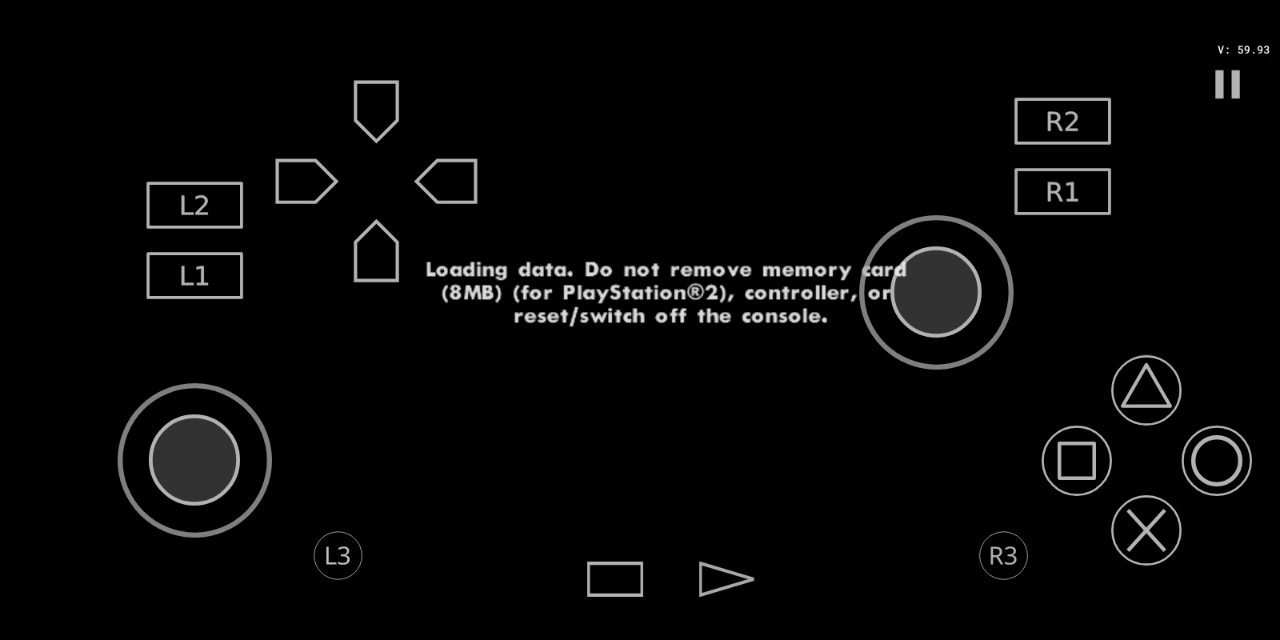 V: 59.93
R2
R1
L2
L1
Loading data. Do not remove memory card
(8MB) (for PlayStation®2), controller, or
reset/switch off the console.
L3
R3